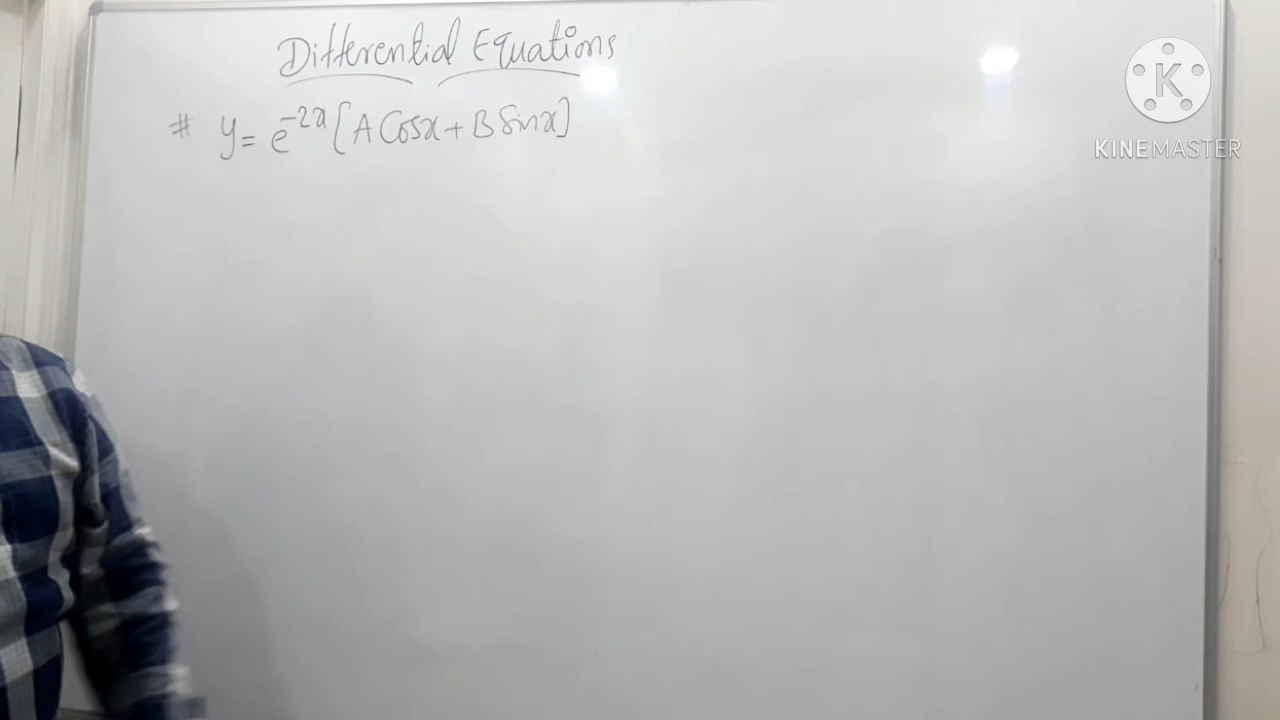 Differential Equations
# y = e^{-2x} [A Cosx + B Sinx]
K
KINEMASTER